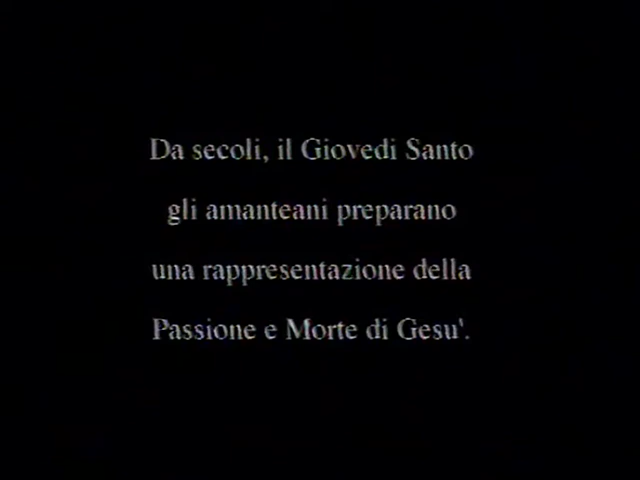 Da secoli, il Giovedi Santo
gli amanteani preparano
una rappresentazione della
Passione e Morte di Gesu'.